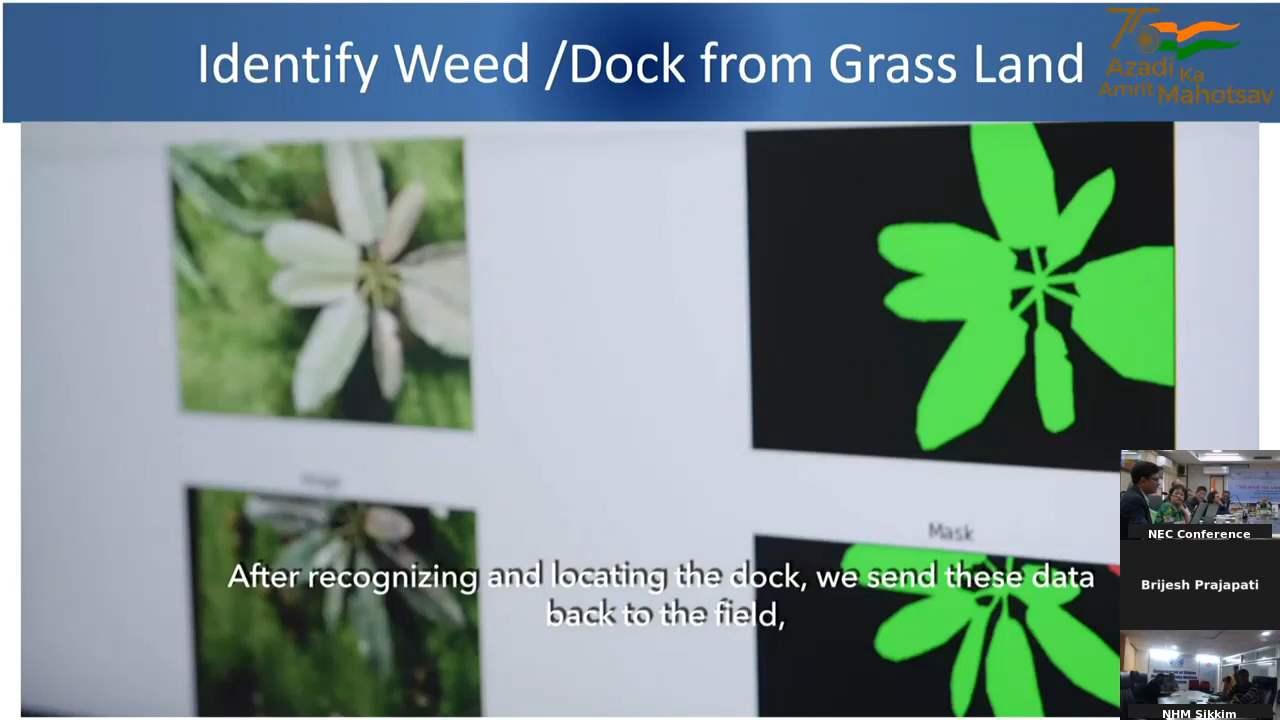 Identify Weed /Dock from Grass Land
75
Azadi Ka
Amrit Mahotsav
Mask
After recognizing and locating the dock, we send these data
back to the field,
NEC Conference
Brijesh Prajapati
NHM Sikkim